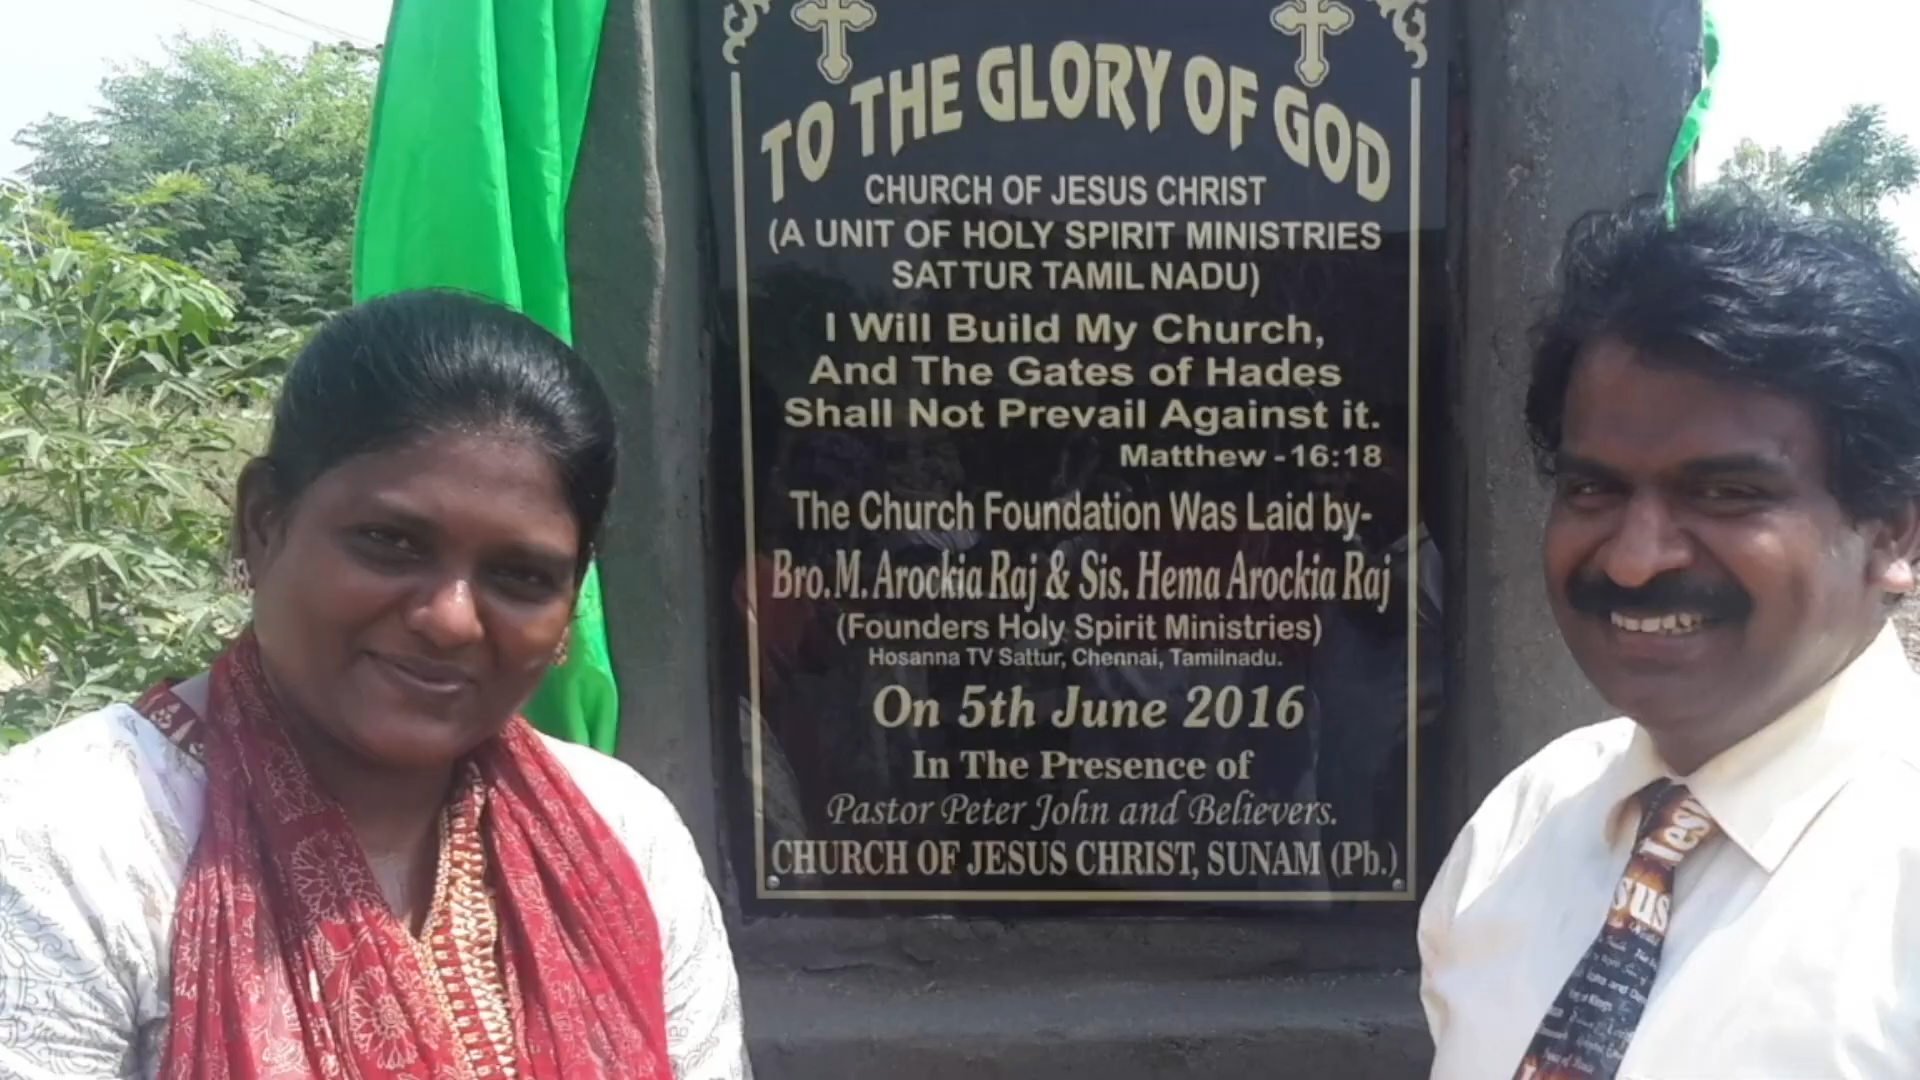 TO THE GLORY OF GOD
CHURCH OF JESUS CHRIST
(A UNIT OF HOLY SPIRIT MINISTRIES
SATTUR TAMIL NADU)
I Will Build My Church,
And The Gates of Hades
Shall Not Prevail Against it.
Matthew - 16:18
The Church Foundation Was Laid by-
Bro. M. Arockia Raj & Sis. Hema Arockia Raj
(Founders Holy Spirit Ministries)
Hosanna TV Sattur, Chennai, Tamilnadu.
On 5th June 2016
In The Presence of
Pastor Peter John and Believers.
CHURCH OF JESUS CHRIST, SUNAM (Pb.)